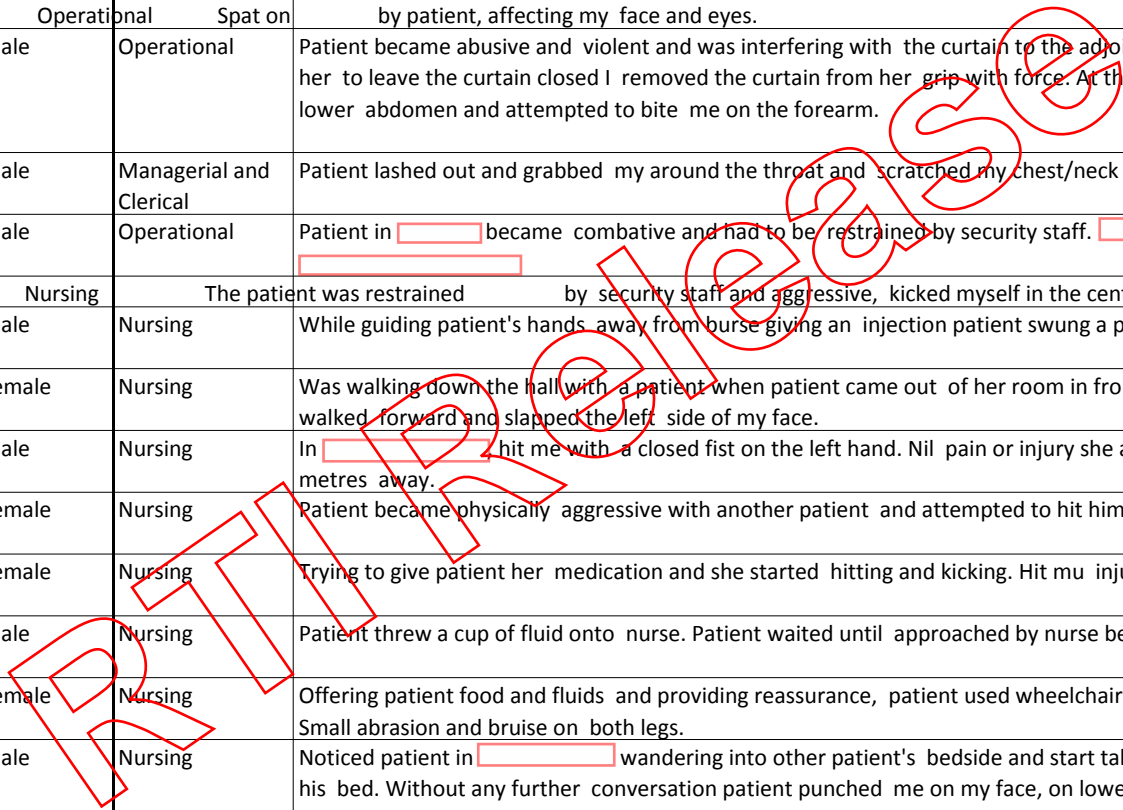 Operational Spat on by patient, affecting my face and eyes.
ale Operational Patient became abusive and violent and was interfering with the curtain to the adjoi
her to leave the curtain closed I removed the curtain from her grip with force. At th
lower abdomen and attempted to bite me on the forearm.
ale Managerial and Patient lashed out and grabbed my around the throat and scratched my chest/neck
Clerical
ale Operational Patient in became combative and had to be restrained by security staff.
Nursing The patient was restrained by security staff and aggressive, kicked myself in the cent
ale Nursing While guiding patient's hands away from burse giving an injection patient swung a p
emale Nursing Was walking down the hall with a patient when patient came out of her room in fro
walked forward and slapped the left side of my face.
ale Nursing In , hit me with a closed fist on the left hand. Nil pain or injury she a
metres away.
emale Nursing Patient became physically aggressive with another patient and attempted to hit him
emale Nursing Trying to give patient her medication and she started hitting and kicking. Hit mu inju
ale Nursing Patient threw a cup of fluid onto nurse. Patient waited until approached by nurse be
emale Nursing Offering patient food and fluids and providing reassurance, patient used wheelchair
Small abrasion and bruise on both legs.
ale Nursing Noticed patient in wandering into other patient's bedside and start tal
his bed. Without any further conversation patient punched me on my face, on lowe
RTI Release